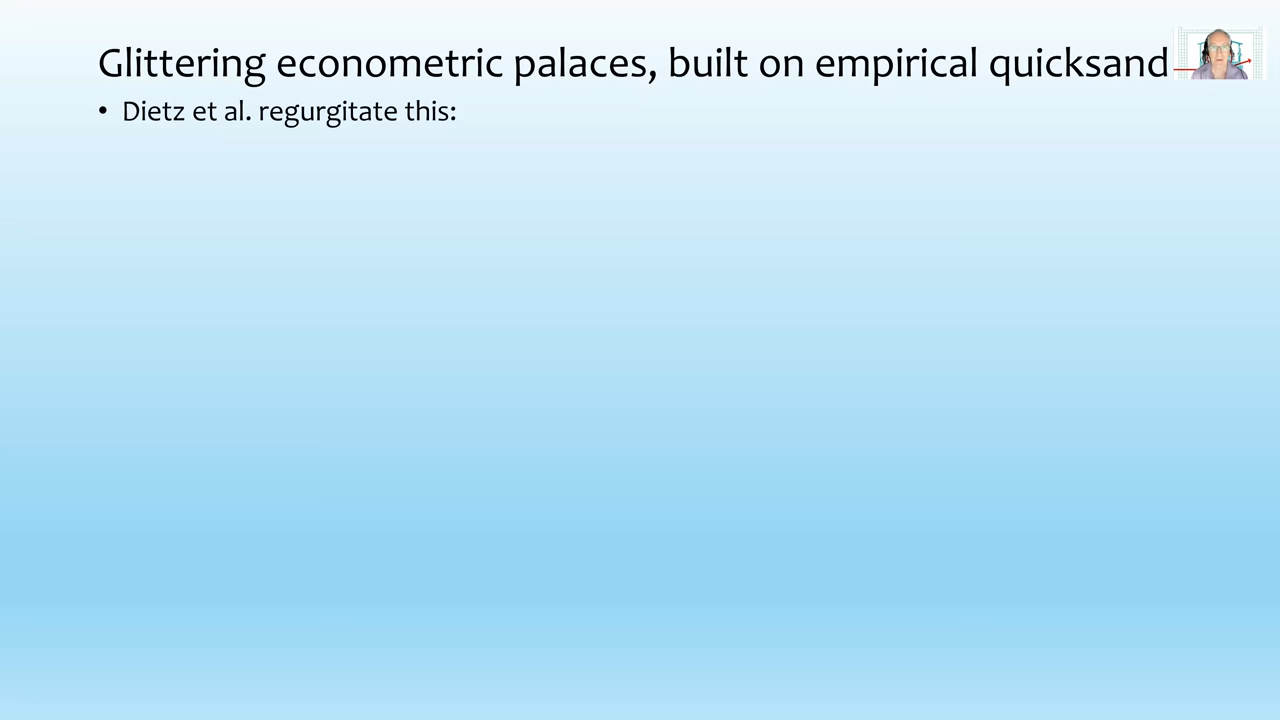 Glittering econometric palaces, built on empirical quicksand
• Dietz et al. regurgitate this: